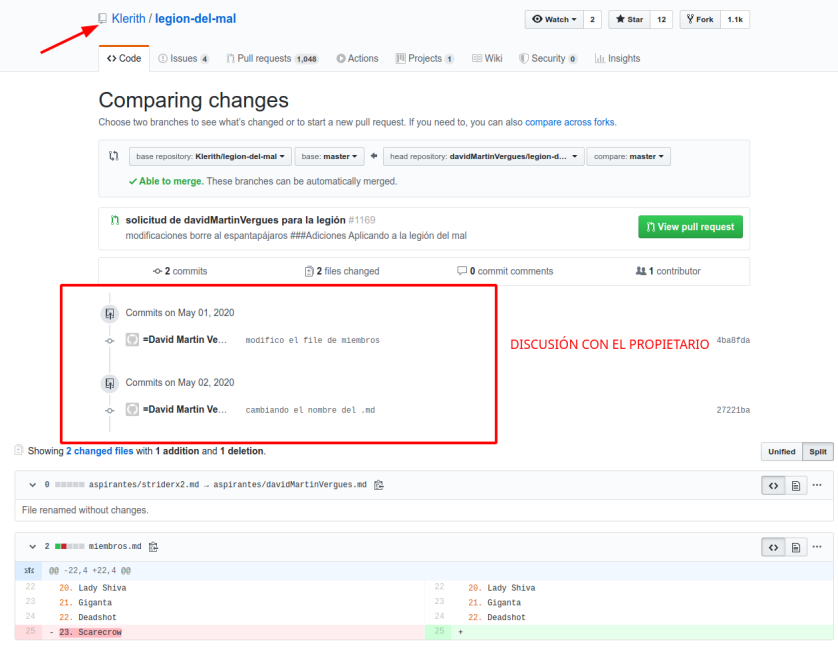 Klerith / legion-del-mal
Watch 2 Star 12 Fork 1.1k
Code Issues 4 Pull requests 1,048 Actions Projects 1 Wiki Security 0 Insights
Comparing changes
Choose two branches to see what's changed or to start a new pull request. If you need to, you can also compare across forks.
base repository: Klerith/legion-del-mal base: master head repository: davidMartinVergues/legion-d... compare: master
Able to merge. These branches can be automatically merged.
solicitud de davidMartinVergues para la legión #1169
View pull request
modificaciones borre al espantapájaros ###Adiciones Aplicando a la legión del mal
2 commits 2 files changed 0 commit comments 1 contributor
Commits on May 01, 2020
=David Martin Ve... modifico el file de miembros 4ba8fda
DISCUSIÓN CON EL PROPIETARIO
Commits on May 02, 2020
=David Martin Ve... cambiando el nombre del .md 27221ba
Showing 2 changed files with 1 addition and 1 deletion.
Unified Split
0 aspirantes/striderx2.md → aspirantes/davidMartinVergues.md
File renamed without changes.
2 miembros.md
@@ -22,4 +22,4 @@
22 20. Lady Shiva 22 20. Lady Shiva
23 21. Giganta 23 21. Giganta
24 22. Deadshot 24 22. Deadshot
25 - 23. Scarecrow 25 +